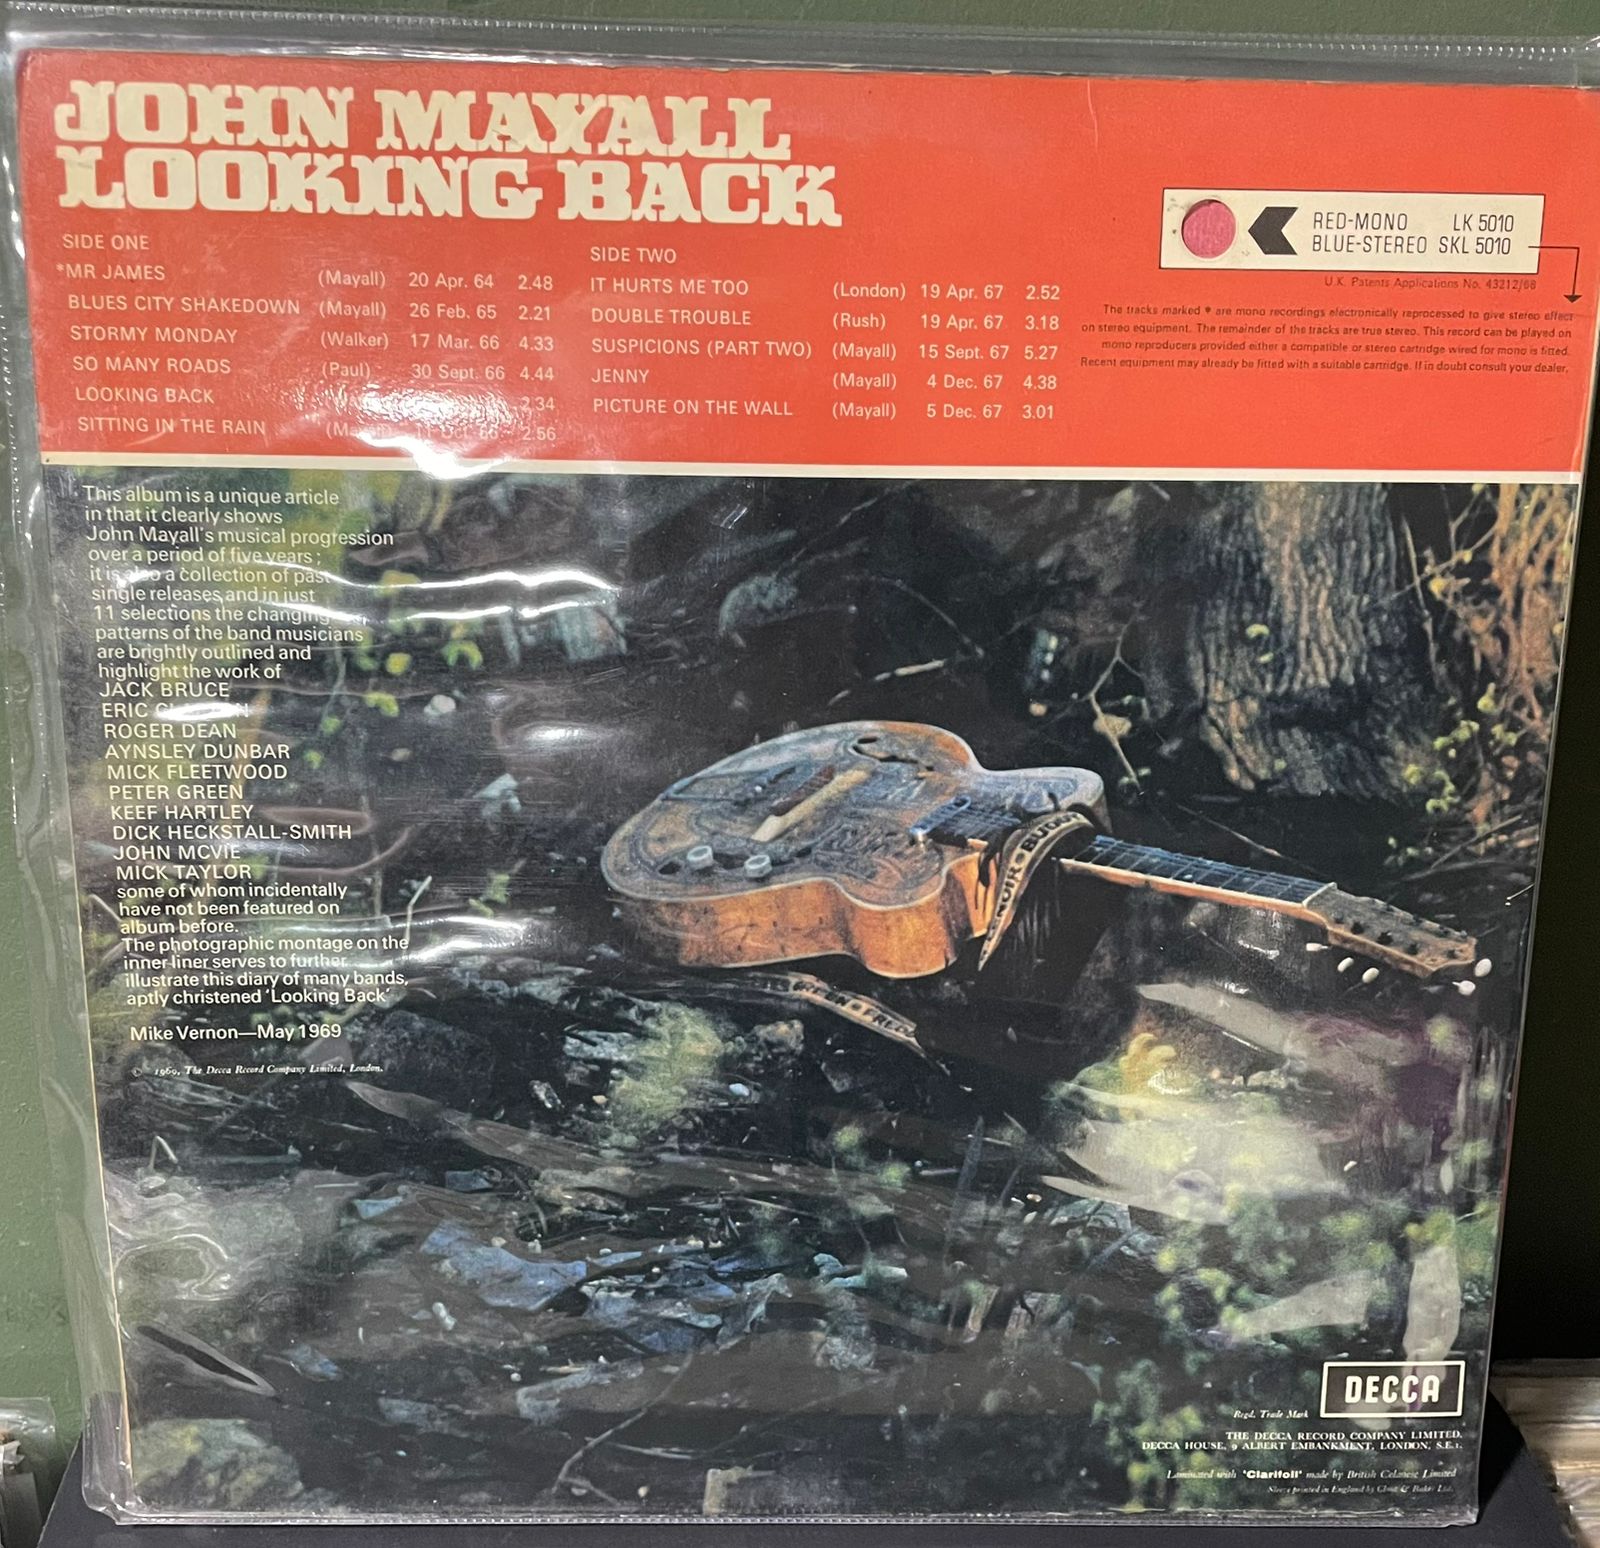 JOHN MAYALL
LOOKING BACK
SIDE ONE
*MR JAMES (Mayall) 20 Apr. 64 2.48
BLUES CITY SHAKEDOWN (Mayall) 26 Feb. 65 2.21
STORMY MONDAY (Walker) 17 Mar. 66 4.33
SO MANY ROADS (Paul) 30 Sept. 66 4.44
LOOKING BACK 2.34
SITTING IN THE RAIN 2.56
SIDE TWO
IT HURTS ME TOO (London) 19 Apr. 67 2.52
DOUBLE TROUBLE (Rush) 19 Apr. 67 3.18
SUSPICIONS (PART TWO) (Mayall) 15 Sept. 67 5.27
JENNY (Mayall) 4 Dec. 67 4.38
PICTURE ON THE WALL (Mayall) 5 Dec. 67 3.01
RED-MONO LK 5010
BLUE-STEREO SKL 5010
U.K. Patents Applications No. 43212/68
The tracks marked * are mono recordings electronically reprocessed to give stereo effect
on stereo equipment. The remainder of the tracks are true stereo. This record can be played on
mono reproducers provided either a compatible or stereo cartridge wired for mono is fitted.
Recent equipment may already be fitted with a suitable cartridge. If in doubt consult your dealer.
This album is a unique article
in that it clearly shows
John Mayall's musical progression
over a period of five years;
it is also a collection of past
single releases, and in just
11 selections the changing
patterns of the band musicians
are brightly outlined and
highlight the work of
JACK BRUCE
ERIC
ROGER DEAN
AYNSLEY DUNBAR
MICK FLEETWOOD
PETER GREEN
KEEF HARTLEY
DICK HECKSTALL-SMITH
JOHN MCVIE
MICK TAYLOR
some of whom incidentally
have not been featured on
album before.
The photographic montage on the
inner-liner serves to further
illustrate this diary of many bands,
aptly christened 'Looking Back'
Mike Vernon—May 1969
© 1969, The Decca Record Company Limited, London.
DECCA
Regd. Trade Mark
THE DECCA RECORD COMPANY LIMITED.
DECCA HOUSE, 9 ALBERT EMBANKMENT, LONDON, S.E.1.
Laminated with 'Clarifoil' made by British Celanese Limited
Sleeve printed in England by Clout & Baker Ltd.